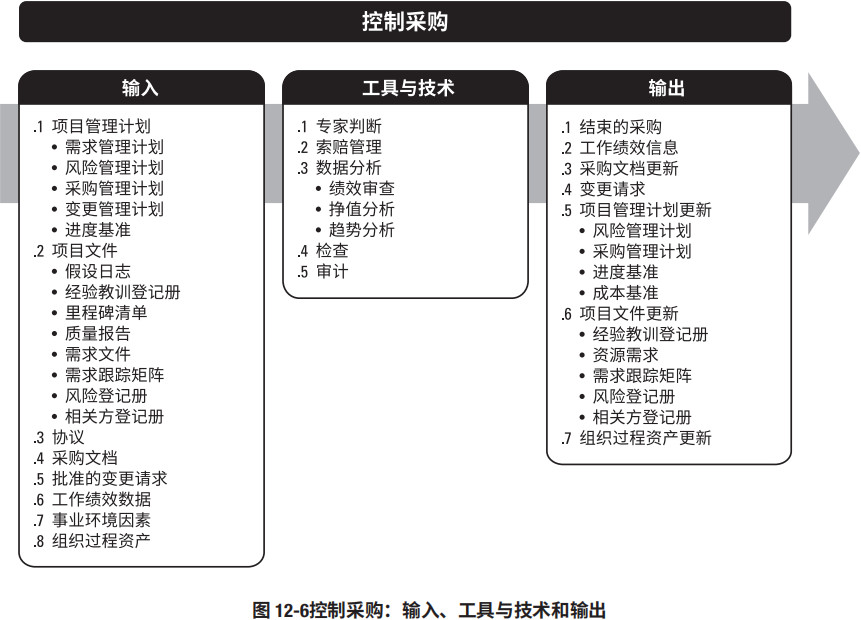 控制采购
输入
.1 项目管理计划
• 需求管理计划
• 风险管理计划
• 采购管理计划
• 变更管理计划
• 进度基准
.2 项目文件
• 假设日志
• 经验教训登记册
• 里程碑清单
• 质量报告
• 需求文件
• 需求跟踪矩阵
• 风险登记册
• 相关方登记册
.3 协议
.4 采购文档
.5 批准的变更请求
.6 工作绩效数据
.7 事业环境因素
.8 组织过程资产
工具与技术
.1 专家判断
.2 索赔管理
.3 数据分析
• 绩效审查
• 挣值分析
• 趋势分析
.4 检查
.5 审计
输出
.1 结束的采购
.2 工作绩效信息
.3 采购文档更新
.4 变更请求
.5 项目管理计划更新
• 风险管理计划
• 采购管理计划
• 进度基准
• 成本基准
.6 项目文件更新
• 经验教训登记册
• 资源需求
• 需求跟踪矩阵
• 风险登记册
• 相关方登记册
.7 组织过程资产更新
图 12-6控制采购：输入、工具与技术和输出